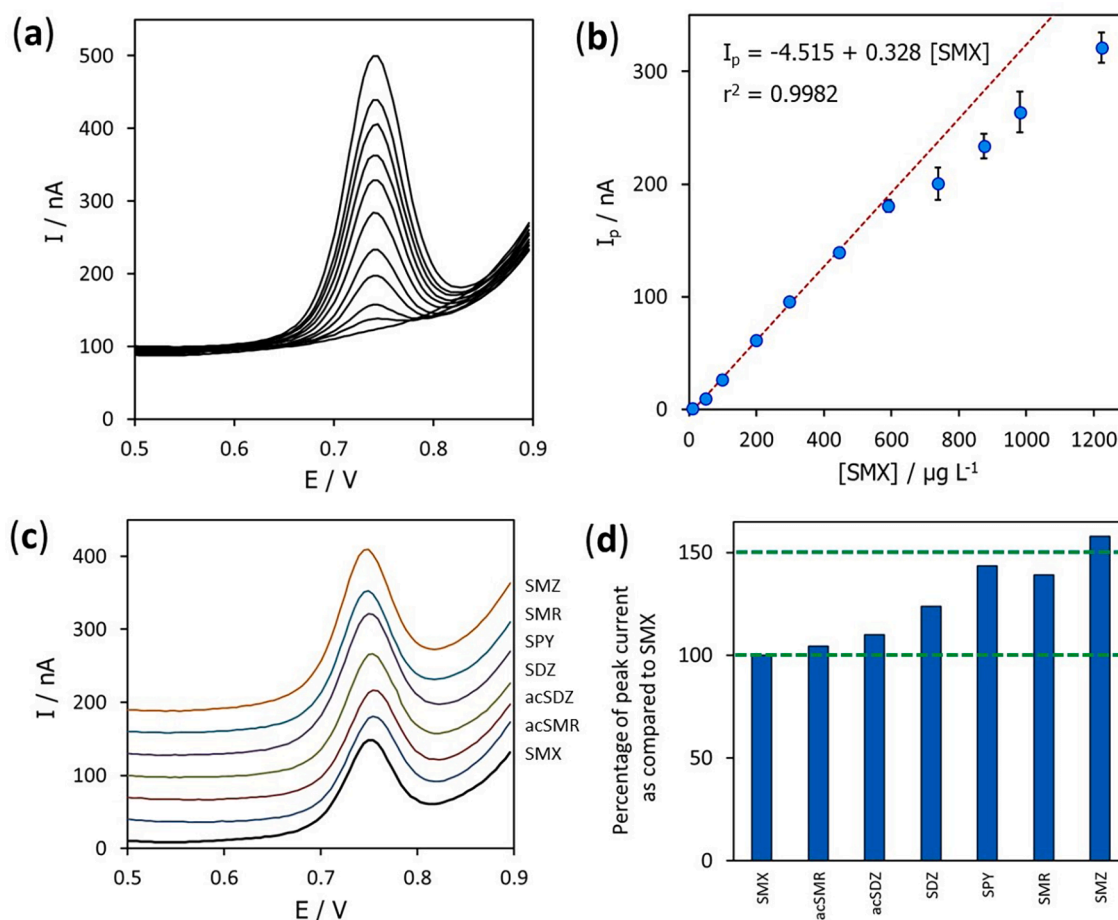 (a)
500
400
300
200
100
0
I / nA
0.5 0.6 0.7 0.8 0.9
E / V
(b)
Iₚ = -4.515 + 0.328 [SMX]
r² = 0.9982
300
200
100
0
Iₚ / nA
0 200 400 600 800 1000 1200
[SMX] / µg L⁻¹
(c)
400
300
200
100
0
I / nA
SMZ
SMR
SPY
SDZ
acSDZ
acSMR
SMX
0.5 0.6 0.7 0.8 0.9
E / V
(d)
Percentage of peak current
as compared to SMX
150
100
50
0
SMX
acSMR
acSDZ
SDZ
SPY
SMR
SMZ